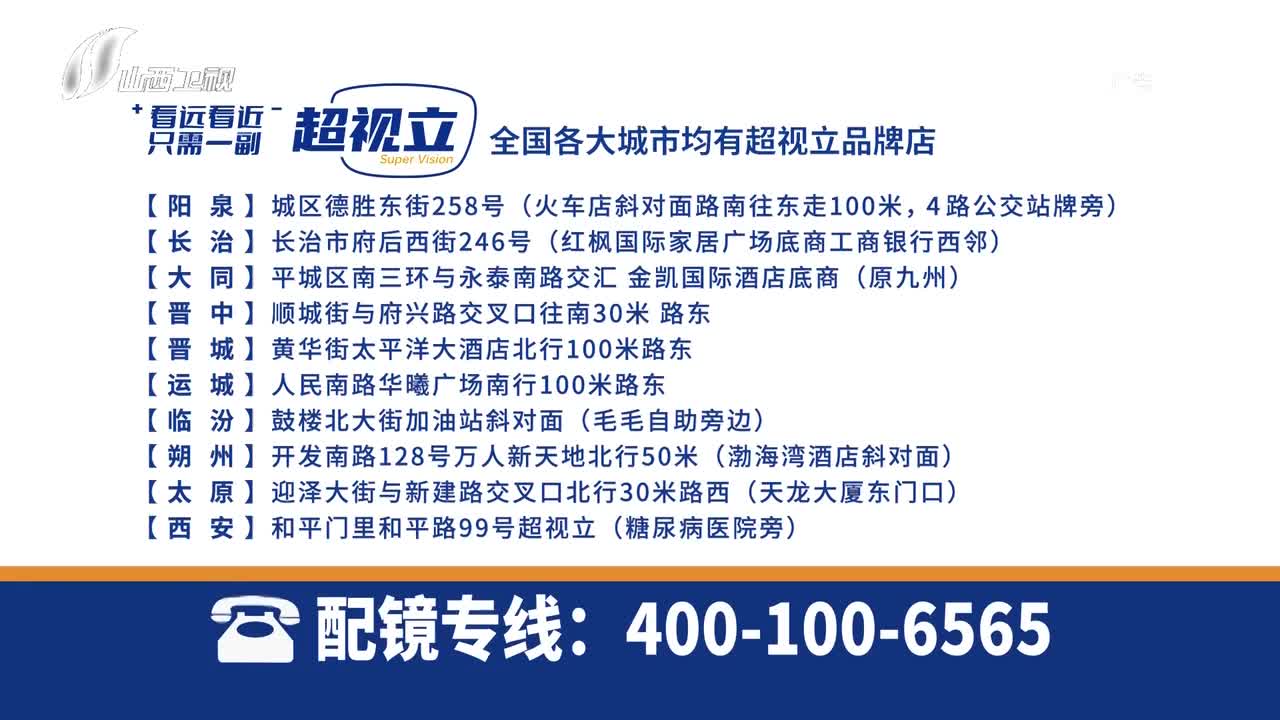 山西卫视
广告
+ 看远看近 -
只需一副
超视立
Super Vision
全国各大城市均有超视立品牌店
【阳 泉】城区德胜东街258号（火车店斜对面路南往东走100米，4路公交站牌旁）
【长 治】长治市府后西街246号（红枫国际家居广场底商工商银行西邻）
【大 同】平城区南三环与永泰南路交汇 金凯国际酒店底商（原九州）
【晋 中】顺城街与府兴路交叉口往南30米 路东
【晋 城】黄华街太平洋大酒店北行100米路东
【运 城】人民南路华曦广场南行100米路东
【临 汾】鼓楼北大街加油站斜对面（毛毛自助旁边）
【朔 州】开发南路128号万人新天地北行50米（渤海湾酒店斜对面）
【太 原】迎泽大街与新建路交叉口北行30米路西（天龙大厦东门口）
【西 安】和平门里和平路99号超视立（糖尿病医院旁）
配镜专线：400-100-6565